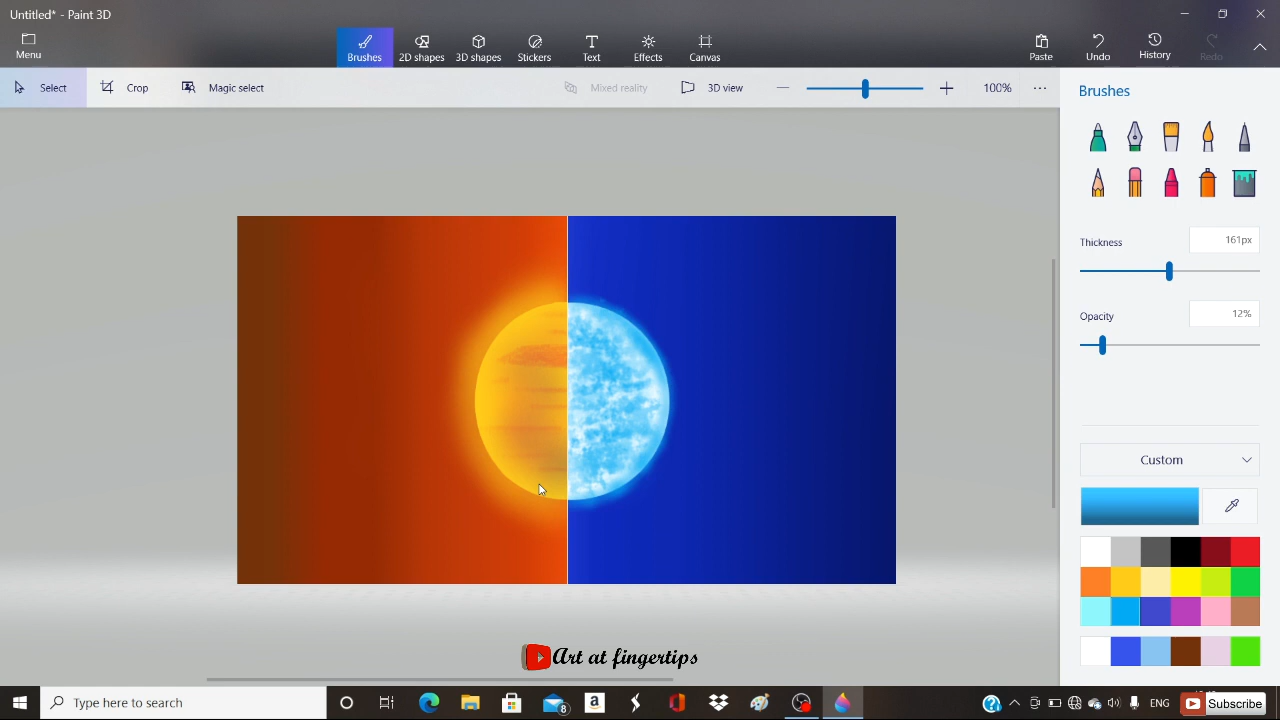 Untitled* - Paint 3D
Menu
Brushes
2D shapes
3D shapes
Stickers
Text
Effects
Canvas
Paste
Undo
History
Redo
Select
Crop
Magic select
Mixed reality
3D view
100%
Brushes
Thickness
161px
Opacity
12%
Custom
Art at fingertips
Type here to search
8
ENG
Subscribe